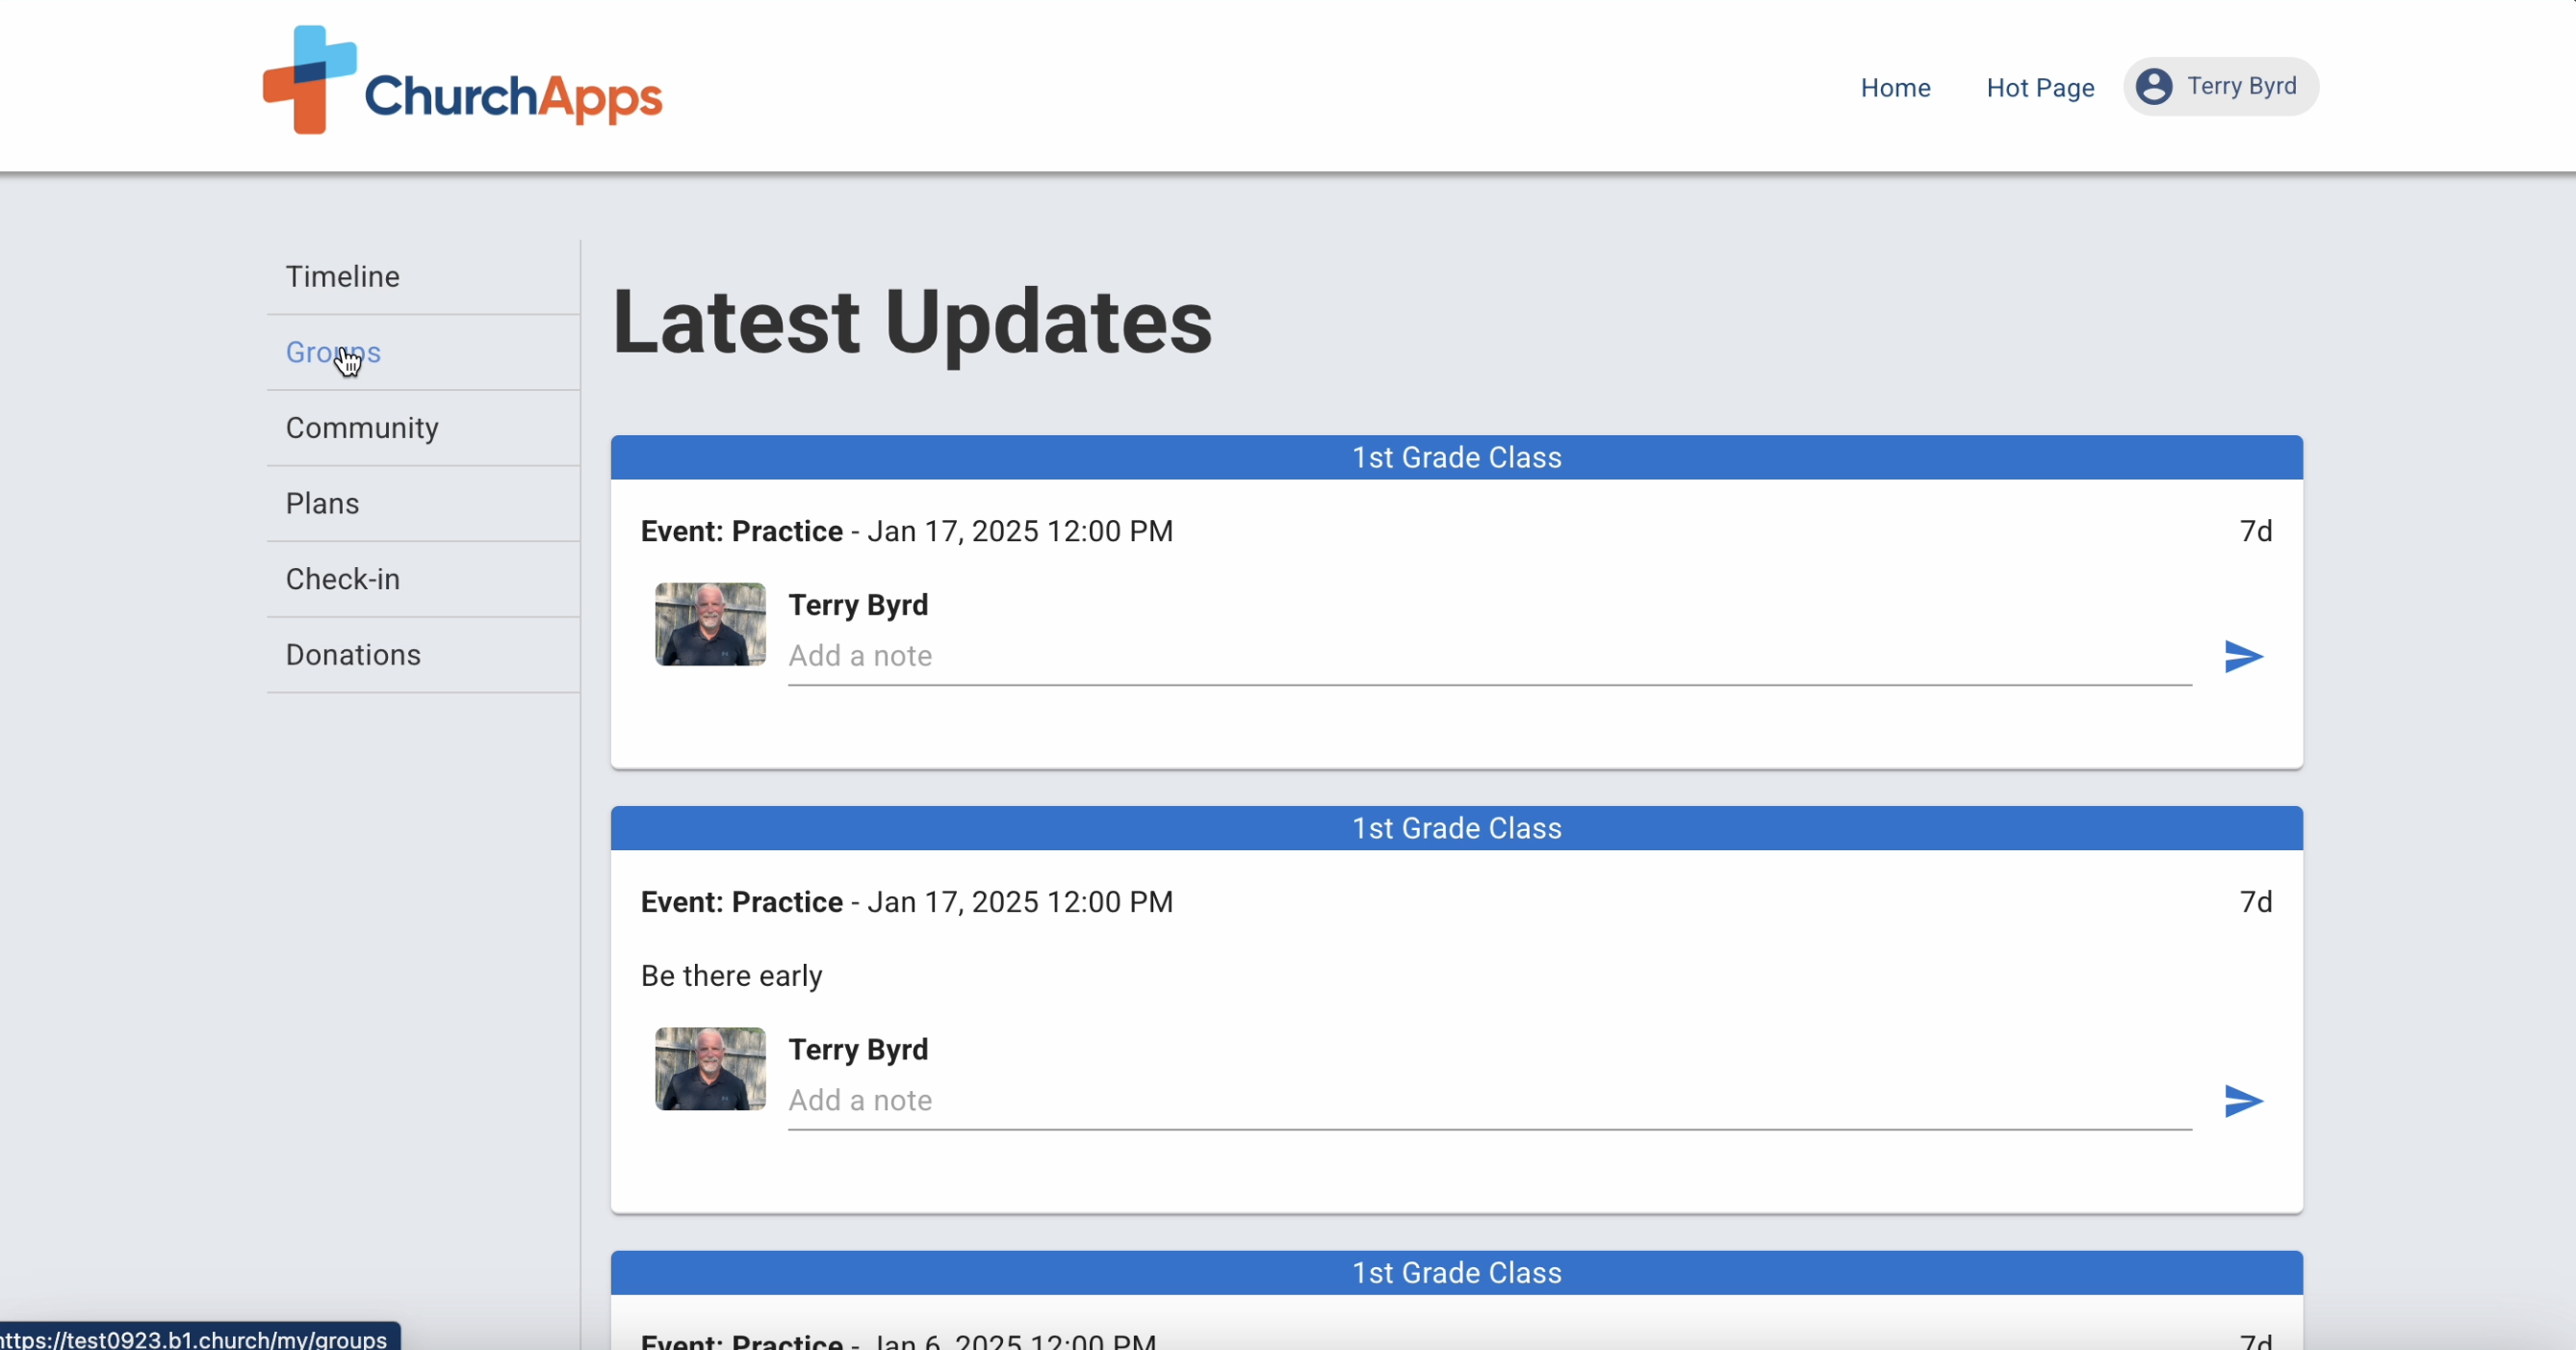 ChurchApps
Home
Hot Page
Terry Byrd
Timeline
Groups
Community
Plans
Check-in
Donations
Latest Updates
1st Grade Class
Event: Practice - Jan 17, 2025 12:00 PM
7d
Terry Byrd
Add a note
1st Grade Class
Event: Practice - Jan 17, 2025 12:00 PM
7d
Be there early
Terry Byrd
Add a note
1st Grade Class
Event: Practice - Jan 6, 2025 12:00 PM
7d
ttps://test0923.b1.church/my/groups